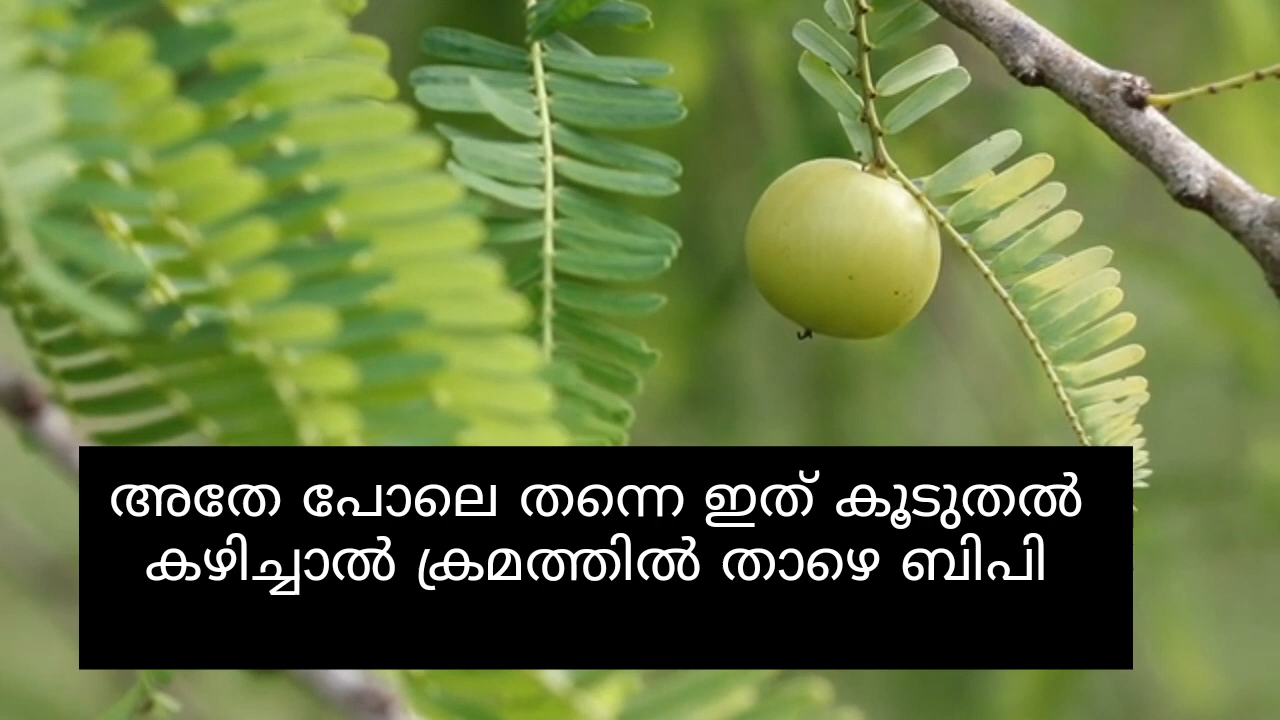 അതേ പോലെ തന്നെ ഇത് കൂടുതൽ
കഴിച്ചാൽ ക്രമത്തിൽ താഴെ ബിപി